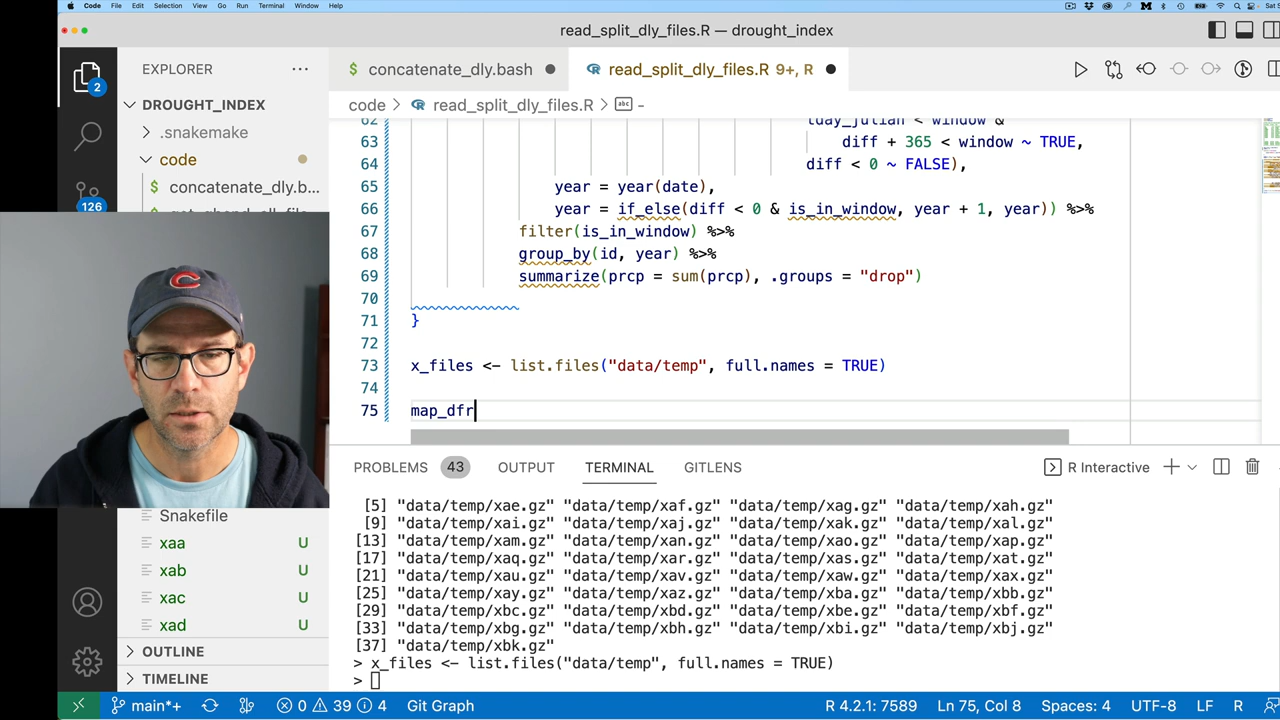 Code File Edit Selection View Go Run Terminal Window Help
read_split_dly_files.R — drought_index
EXPLORER
$ concatenate_dly.bash
read_split_dly_files.R 9+, R
2
DROUGHT_INDEX
code > read_split_dly_files.R > abc -
.snakemake
code
$ concatenate_dly.b...
126
62 tday_julian < window &
63 diff + 365 < window ~ TRUE,
64 diff < 0 ~ FALSE),
65 year = year(date),
66 year = if_else(diff < 0 & is_in_window, year + 1, year)) %>%
67 filter(is_in_window) %>%
68 group_by(id, year) %>%
69 summarize(prcp = sum(prcp), .groups = "drop")
70
71 }
72
73 x_files <- list.files("data/temp", full.names = TRUE)
74
75 map_dfr
PROBLEMS 43 OUTPUT TERMINAL GITLENS
R Interactive
[5] "data/temp/xae.gz" "data/temp/xaf.gz" "data/temp/xag.gz" "data/temp/xah.gz"
[9] "data/temp/xai.gz" "data/temp/xaj.gz" "data/temp/xak.gz" "data/temp/xal.gz"
[13] "data/temp/xam.gz" "data/temp/xan.gz" "data/temp/xao.gz" "data/temp/xap.gz"
[17] "data/temp/xaq.gz" "data/temp/xar.gz" "data/temp/xas.gz" "data/temp/xat.gz"
[21] "data/temp/xau.gz" "data/temp/xav.gz" "data/temp/xaw.gz" "data/temp/xax.gz"
[25] "data/temp/xay.gz" "data/temp/xaz.gz" "data/temp/xba.gz" "data/temp/xbb.gz"
[29] "data/temp/xbc.gz" "data/temp/xbd.gz" "data/temp/xbe.gz" "data/temp/xbf.gz"
[33] "data/temp/xbg.gz" "data/temp/xbh.gz" "data/temp/xbi.gz" "data/temp/xbj.gz"
[37] "data/temp/xbk.gz"
> x_files <- list.files("data/temp", full.names = TRUE)
>
Snakefile
xaa U
xab U
xac U
xad U
OUTLINE
TIMELINE
main*+ 0 39 4 Git Graph R 4.2.1: 7589 Ln 75, Col 8 Spaces: 4 UTF-8 LF R